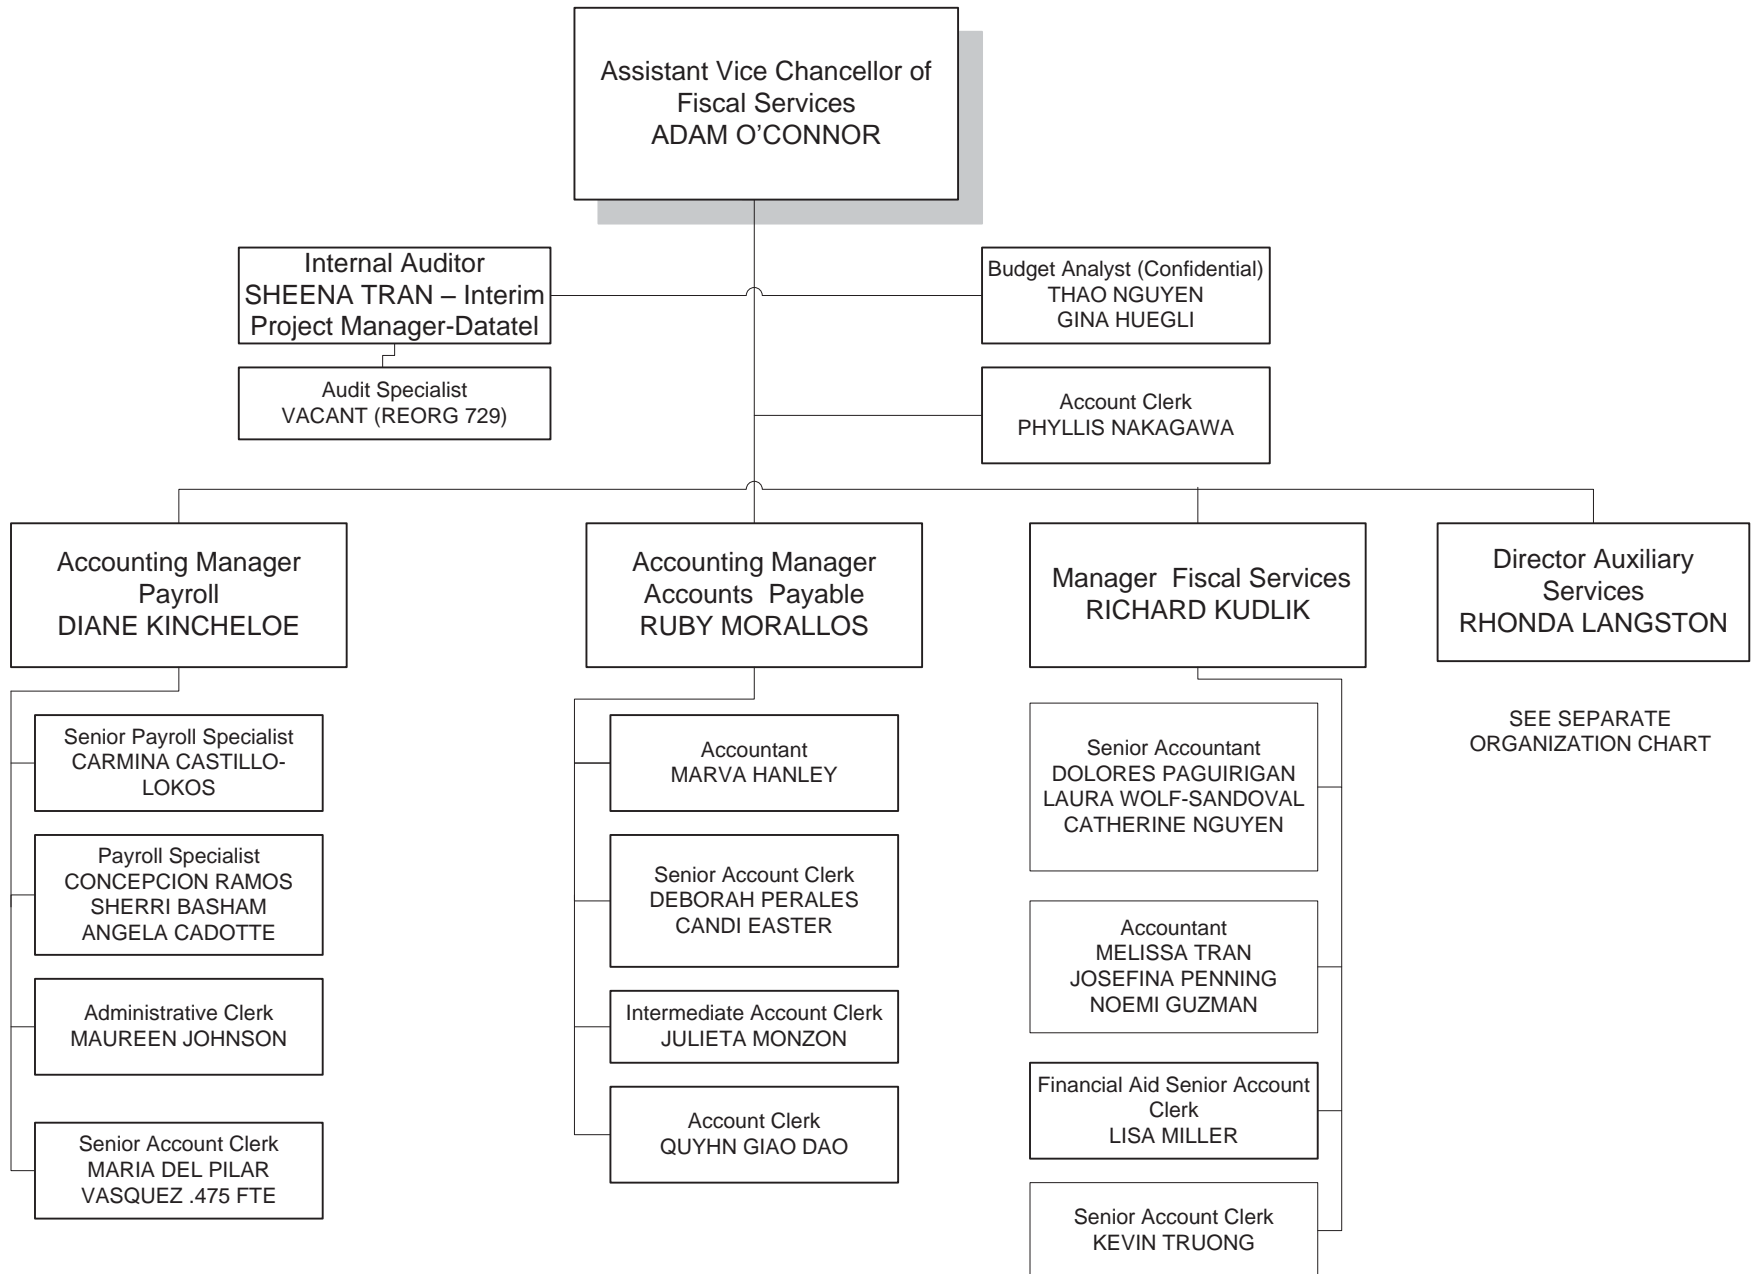 Assistant Vice Chancellor of
Fiscal Services
ADAM O’CONNOR
Internal Auditor
SHEENA TRAN – Interim
Project Manager-Datatel
Budget Analyst (Confidential)
THAO NGUYEN
GINA HUEGLI
Audit Specialist
VACANT (REORG 729)
Account Clerk
PHYLLIS NAKAGAWA
Accounting Manager
Payroll
DIANE KINCHELOE
Accounting Manager
Accounts Payable
RUBY MORALLOS
Manager Fiscal Services
RICHARD KUDLIK
Director Auxiliary
Services
RHONDA LANGSTON
SEE SEPARATE
ORGANIZATION CHART
Senior Payroll Specialist
CARMINA CASTILLO-
LOKOS
Payroll Specialist
CONCEPCION RAMOS
SHERRI BASHAM
ANGELA CADOTTE
Administrative Clerk
MAUREEN JOHNSON
Senior Account Clerk
MARIA DEL PILAR
VASQUEZ .475 FTE
Accountant
MARVA HANLEY
Senior Account Clerk
DEBORAH PERALES
CANDI EASTER
Intermediate Account Clerk
JULIETA MONZON
Account Clerk
QUYHN GIAO DAO
Senior Accountant
DOLORES PAGUIRIGAN
LAURA WOLF-SANDOVAL
CATHERINE NGUYEN
Accountant
MELISSA TRAN
JOSEFINA PENNING
NOEMI GUZMAN
Financial Aid Senior Account
Clerk
LISA MILLER
Senior Account Clerk
KEVIN TRUONG